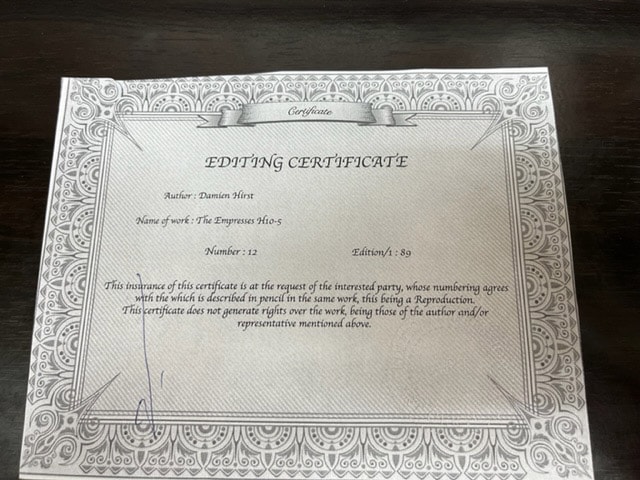 Certificate
EDITING CERTIFICATE
Author : Damien Hirst
Name of work : The Empresses H10-5
Number : 12 Edition/1 : 89
This insurance of this certificate is at the request of the interested party, whose numbering agrees
with the which is described in pencil in the same work, this being a Reproduction.
This certificate does not generate rights over the work, being those of the author and/or
representative mentioned above.